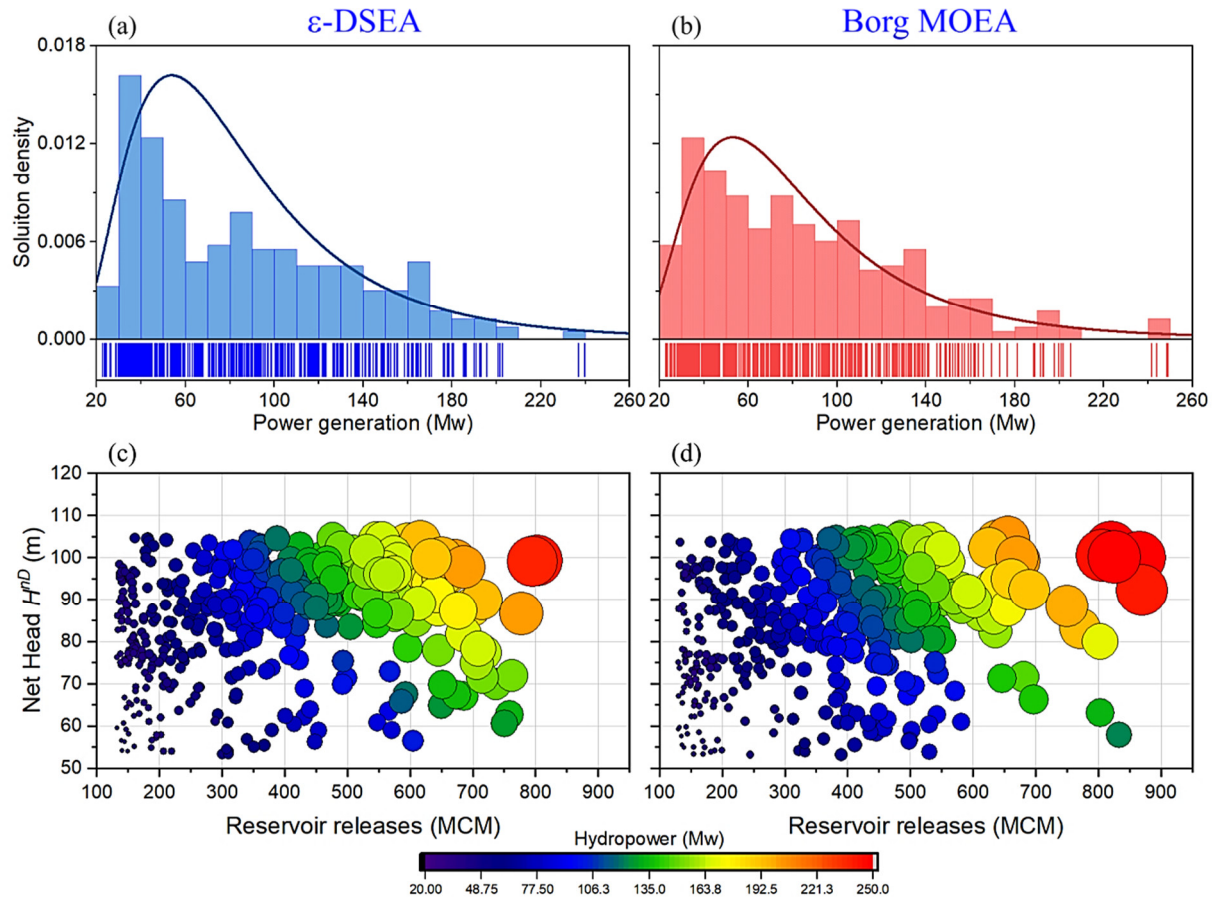 (a) ε-DSEA (b) Borg MOEA
0.018
0.012
0.006
0.000
Soluiton density
20 60 100 140 180 220 260
20 60 100 140 180 220 260
Power generation (Mw)
Power generation (Mw)
(c) (d)
120
110
100
90
80
70
60
50
Net Head HⁿD (m)
100 200 300 400 500 600 700 800 900
100 200 300 400 500 600 700 800 900
Reservoir releases (MCM)
Reservoir releases (MCM)
Hydropower (Mw)
20.00 48.75 77.50 106.3 135.0 163.8 192.5 221.3 250.0